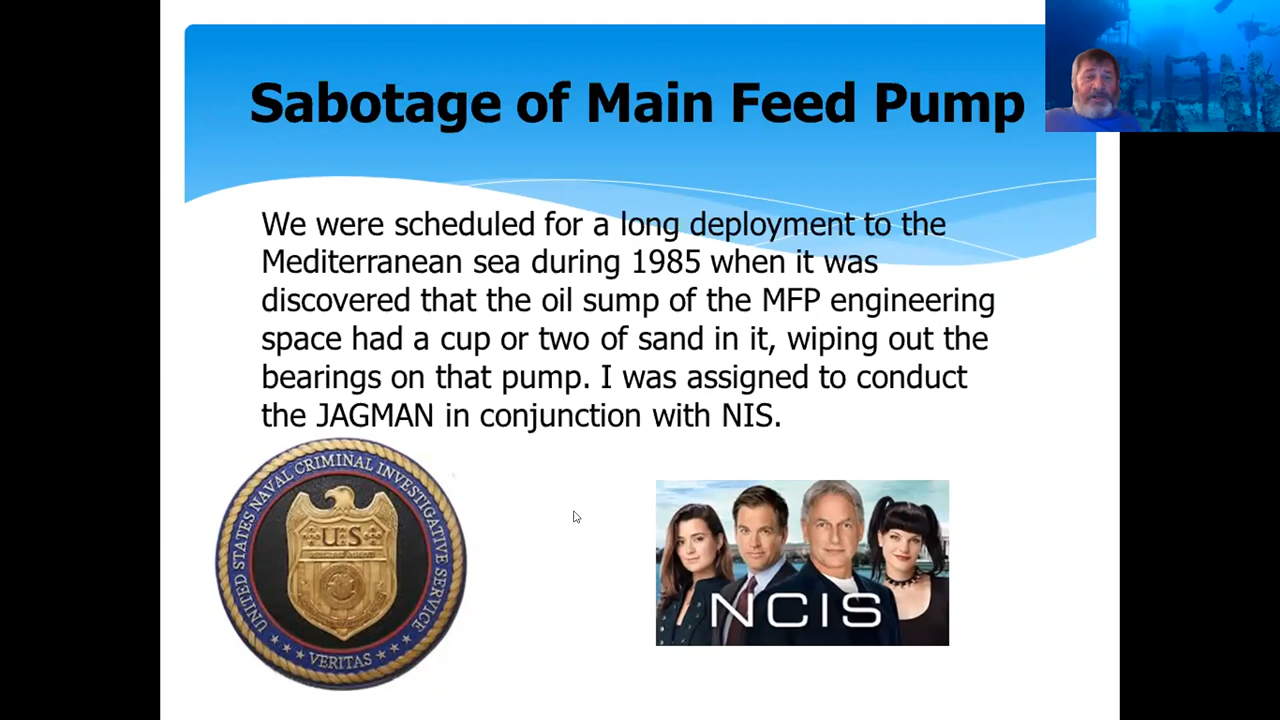 Sabotage of Main Feed Pump
We were scheduled for a long deployment to the
Mediterranean sea during 1985 when it was
discovered that the oil sump of the MFP engineering
space had a cup or two of sand in it, wiping out the
bearings on that pump. I was assigned to conduct
the JAGMAN in conjunction with NIS.
UNITED STATES NAVAL CRIMINAL INVESTIGATIVE SERVICE
U.S
VERITAS
NCIS